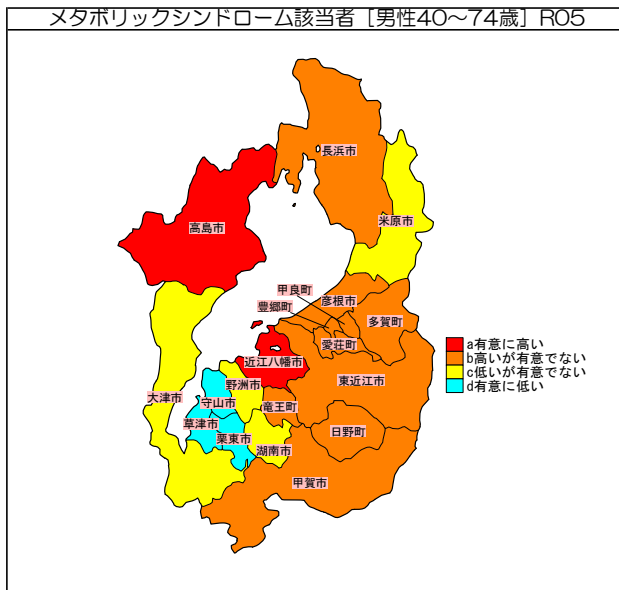 メタボリックシンドローム該当者［男性40～74歳］R05
長浜市
高島市
米原市
甲良町
彦根市
豊郷町
多賀町
愛荘町
近江八幡市
東近江市
野洲市
大津市
守山市
竜王町
草津市
栗東市
日野町
湖南市
甲賀市
a有意に高い
b高いが有意でない
c低いが有意でない
d有意に低い